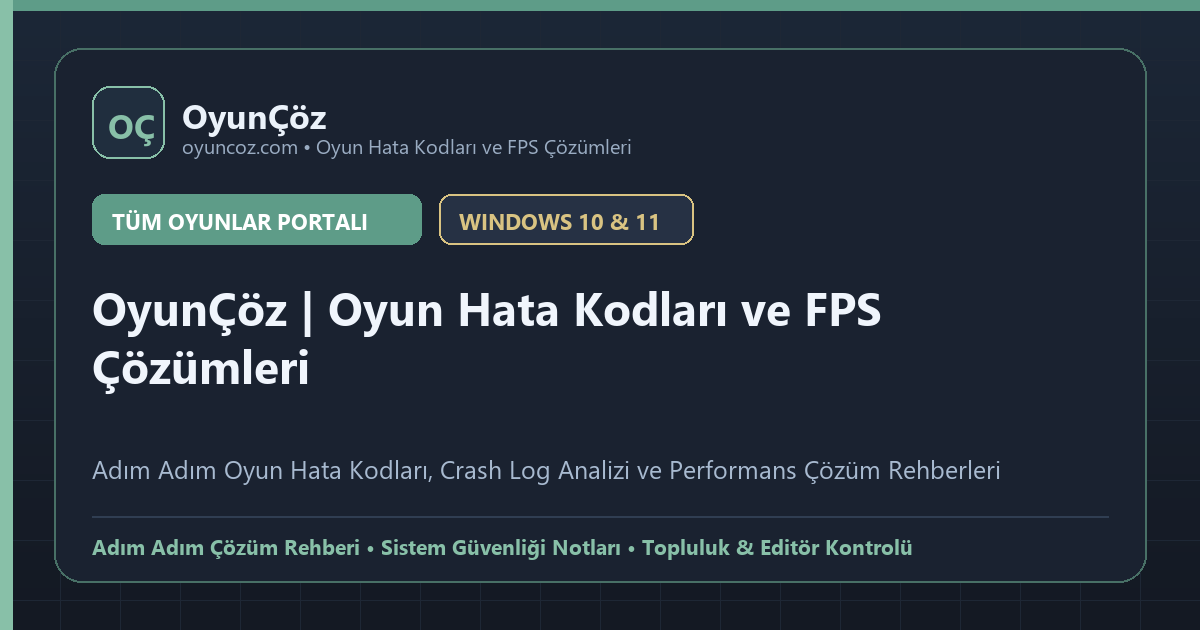 OÇ
OyunÇöz
oyuncoz.com • Oyun Hata Kodları ve FPS Çözümleri
TÜM OYUNLAR PORTALI
WINDOWS 10 & 11
OyunÇöz | Oyun Hata Kodları ve FPS
Çözümleri
Adım Adım Oyun Hata Kodları, Crash Log Analizi ve Performans Çözüm Rehberleri
Adım Adım Çözüm Rehberi • Sistem Güvenliği Notları • Topluluk & Editör Kontrolü